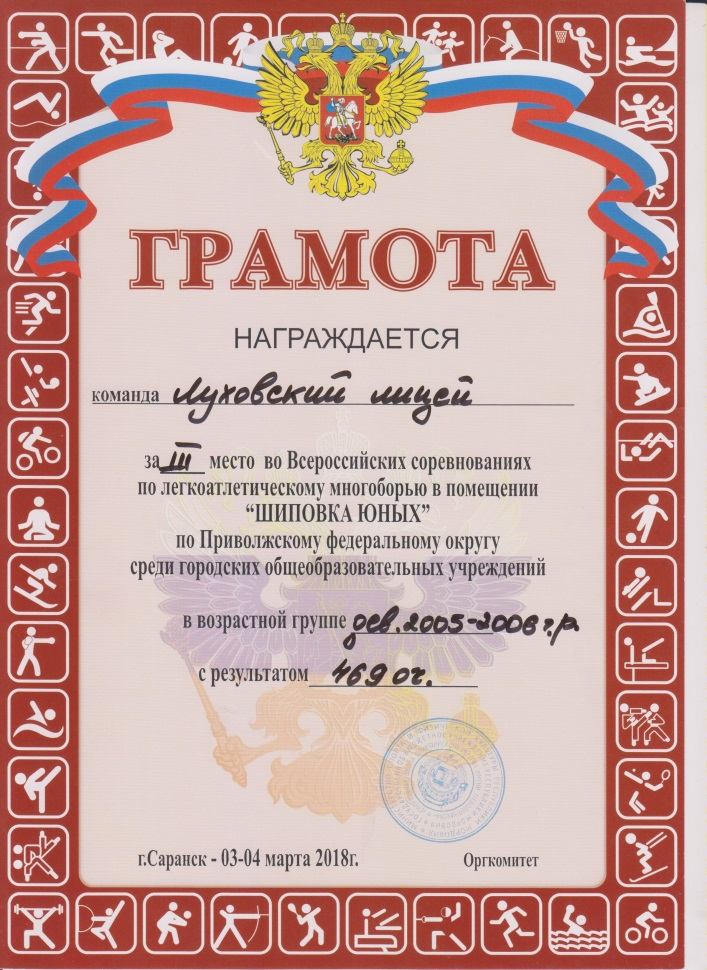 ГРАМОТА
НАГРАЖДАЕТСЯ
команда Луховский лицей
за III место во Всероссийских соревнованиях
по легкоатлетическому многоборью в помещении
“ШИПОВКА ЮНЫХ”
по Приволжскому федеральному округу
среди городских общеобразовательных учреждений
в возрастной группе дев. 2005-2006 г.р.
с результатом 469 оч.
г.Саранск - 03-04 марта 2018г. Оргкомитет